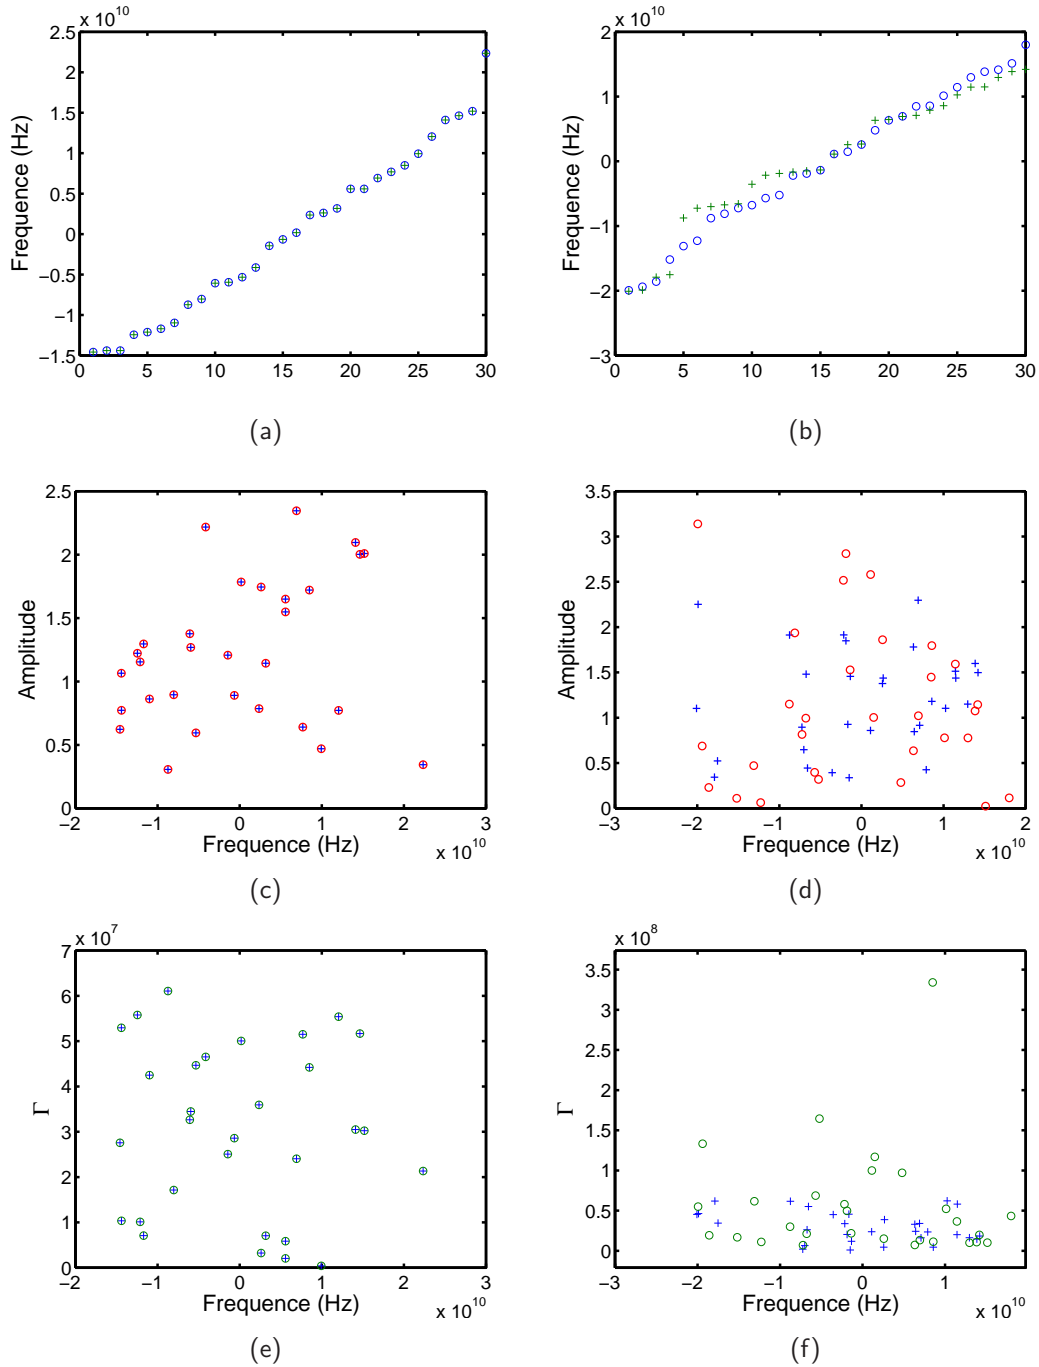 x 10^10
2.5
2
1.5
1
0.5
0
−0.5
−1
−1.5
Frequence (Hz)
0 5 10 15 20 25 30
(a)
x 10^10
2
1
0
−1
−2
−3
Frequence (Hz)
0 5 10 15 20 25 30
(b)
2.5
2
1.5
1
0.5
0
Amplitude
−2 −1 0 1 2 3
Frequence (Hz)
x 10^10
(c)
3.5
3
2.5
2
1.5
1
0.5
0
Amplitude
−3 −2 −1 0 1 2
Frequence (Hz)
x 10^10
(d)
x 10^7
7
6
5
4
3
2
1
0
Γ
−2 −1 0 1 2 3
Frequence (Hz)
x 10^10
(e)
x 10^8
3.5
3
2.5
2
1.5
1
0.5
0
Γ
−3 −2 −1 0 1
Frequence (Hz)
x 10^10
(f)